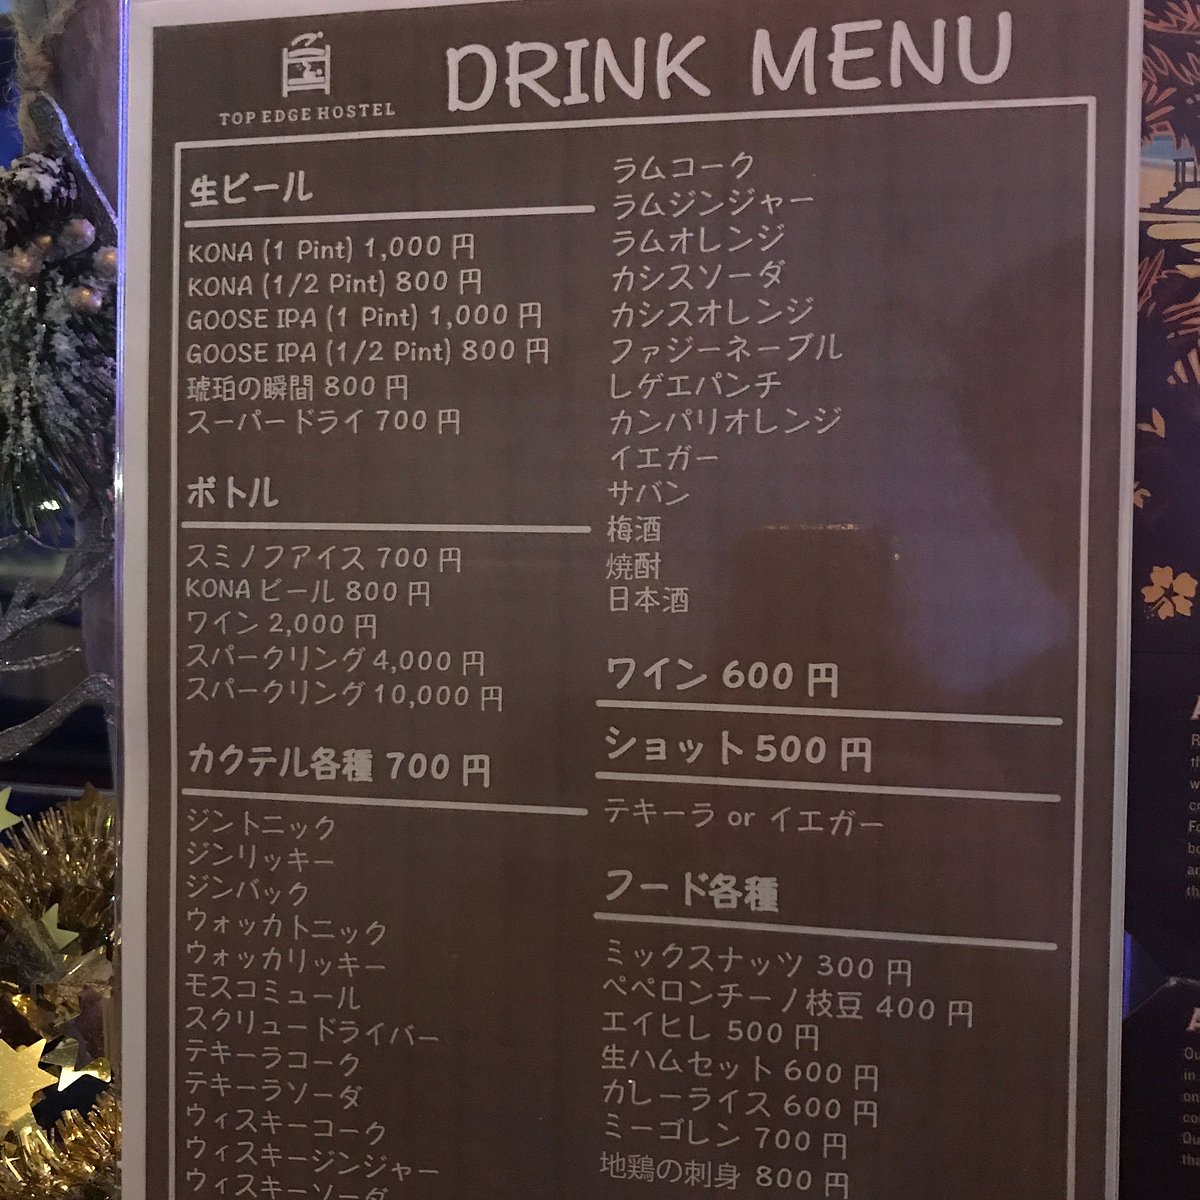 TOP EDGE HOSTEL
DRINK MENU
生ビール
KONA (1 Pint) 1,000 円
KONA (1/2 Pint) 800 円
GOOSE IPA (1 Pint) 1,000 円
GOOSE IPA (1/2 Pint) 800 円
琥珀の瞬間 800 円
スーパードライ 700 円
ボトル
スミノフアイス 700 円
KONA ビール 800 円
ワイン 2,000 円
スパークリング 4,000 円
スパークリング 10,000 円
カクテル各種 700 円
ジントニック
ジンリッキー
ジンバック
ウォッカトニック
ウォッカリッキー
モスコミュール
スクリュードライバー
テキーラコーク
テキーラソーダ
ウィスキーコーク
ウィスキージンジャー
ウィスキーソーダ
ラムコーク
ラムジンジャー
ラムオレンジ
カシスソーダ
カシスオレンジ
ファジーネーブル
レゲエパンチ
カンパリオレンジ
イエガー
サバン
梅酒
焼酎
日本酒
ワイン 600 円
ショット 500 円
テキーラ or イエガー
フード各種
ミックスナッツ 300 円
ペペロンチーノ枝豆 400 円
エイヒレ 500 円
生ハムセット 600 円
カレーライス 600 円
ミーゴレン 700 円
地鶏の刺身 800 円